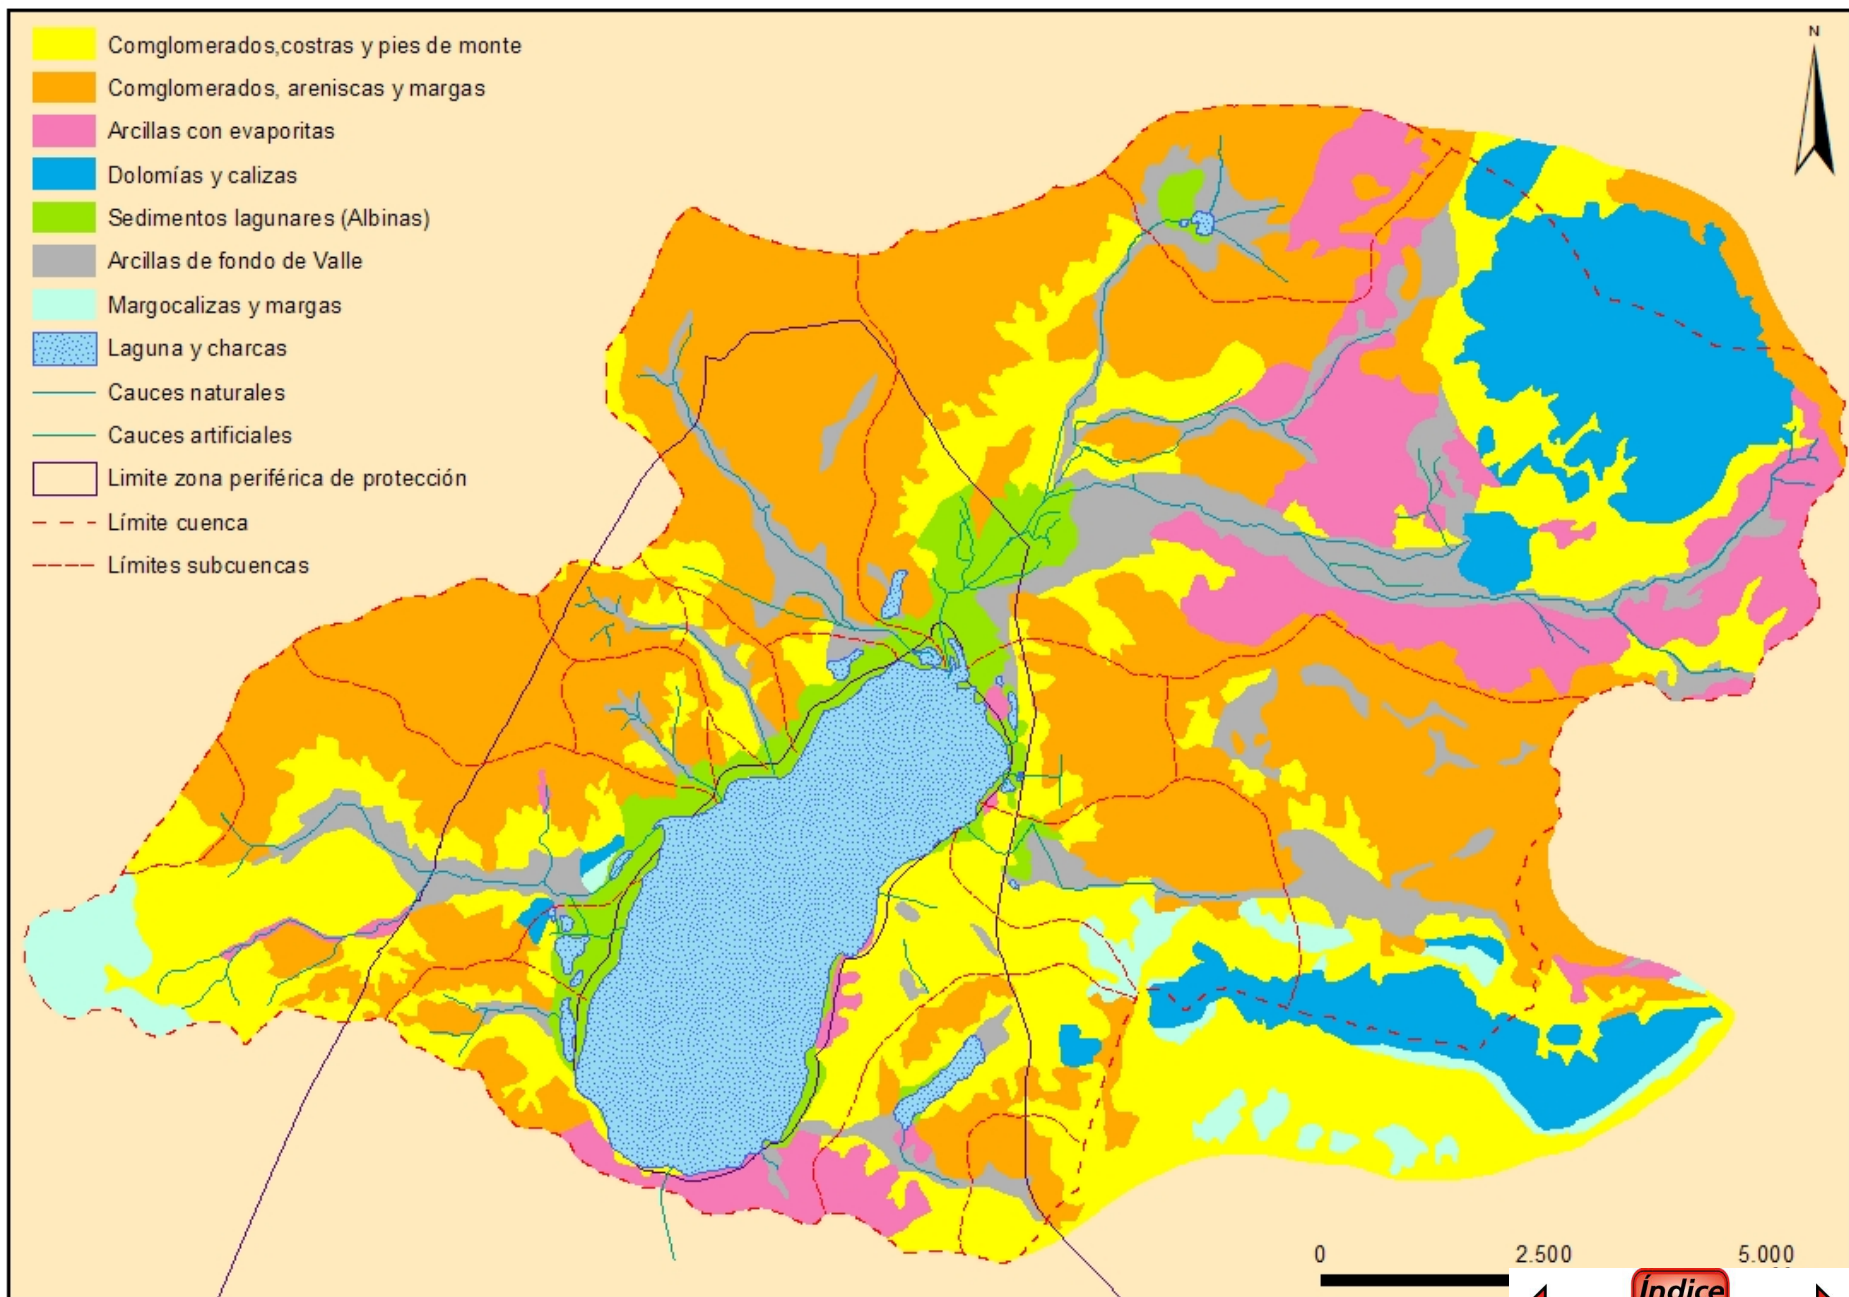 Comglomerados,costras y pies de monte
Comglomerados, areniscas y margas
Arcillas con evaporitas
Dolomías y calizas
Sedimentos lagunares (Albinas)
Arcillas de fondo de Valle
Margocalizas y margas
Laguna y charcas
Cauces naturales
Cauces artificiales
Limite zona periférica de protección
Límite cuenca
Límites subcuencas
N
0 2.500 5.000
Índice